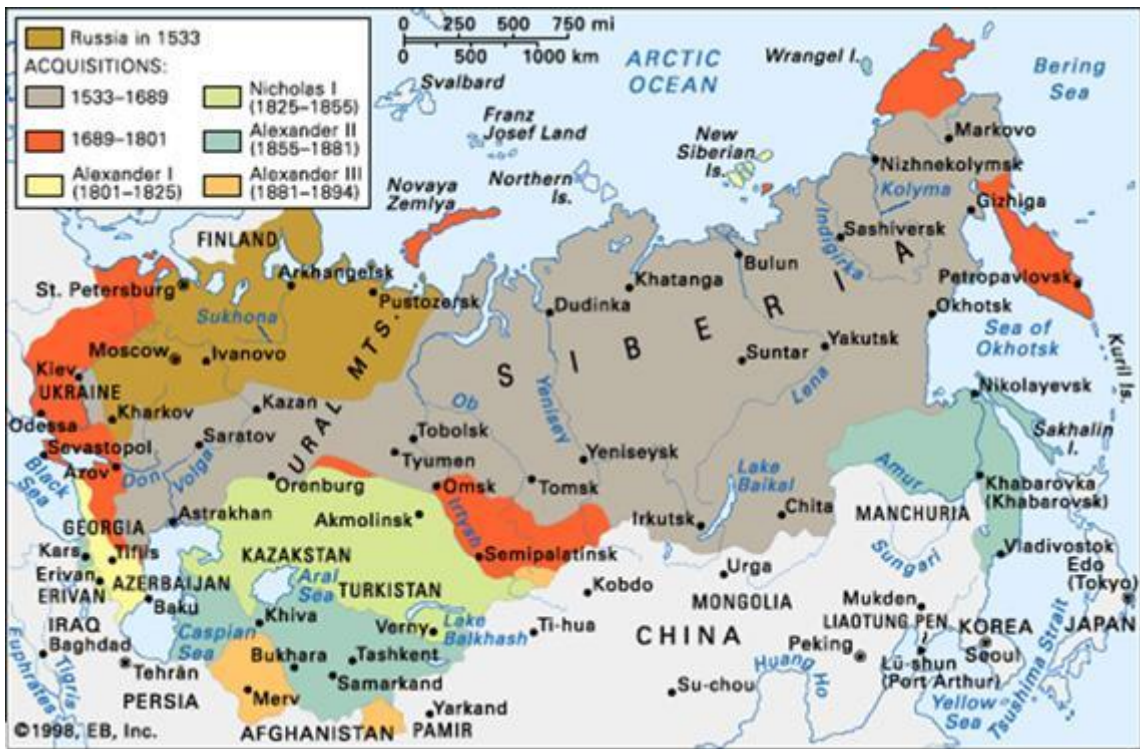 Russia in 1533
ACQUISITIONS:
1533–1689
1689–1801
Alexander I
(1801–1825)
Nicholas I
(1825–1855)
Alexander II
(1855–1881)
Alexander III
(1881–1894)
0 250 500 750 mi
0 500 1000 km
ARCTIC
OCEAN
Wrangel I.
Bering
Sea
Svalbard
Franz
Josef Land
New
Siberian
Is.
Northern
Is.
Novaya
Zemlya
Markovo
Nizhnekolymsk
Kolyma
Gizhiga
Indigirka
Sashiversk
FINLAND
Arkhangelsk
St. Petersburg
Pustozersk
Sukhona
Bulun
Khatanga
Dudinka
Petropavlovsk
Okhotsk
Sea of
Okhotsk
Kuril Is.
Moscow
Ivanovo
URAL MTS.
SIBERIA
Suntar
Yakutsk
Lena
Kiev
UKRAINE
Kharkov
Kazan
Ob
Yenisey
Nikolayevsk
Sakhalin
I.
Odessa
Sevastopol
Saratov
Tobolsk
Tyumen
Yeniseysk
Azov
Don
Volga
Black
Sea
Orenburg
Omsk
Tomsk
Lake
Baikal
Amur
Khabarovka
(Khabarovsk)
Astrakhan
Akmolinsk
Irtysh
Irkutsk
Chita
MANCHURIA
GEORGIA
Kars
Tiflis
KAZAKSTAN
Semipalatinsk
Sungari
Vladivostok
Erivan
ERIVAN
AZERBAIJAN
Baku
Aral
Sea
TURKISTAN
Kobdo
Urga
MONGOLIA
Edo
(Tokyo)
JAPAN
IRAQ
Baghdad
Caspian
Sea
Khiva
Verny
Lake
Balkhash
Ti-hua
CHINA
Mukden
LIAOTUNG PEN.
KOREA
Seoul
Peking
Lü-shun
(Port Arthur)
Tsushima Strait
Euphrates
Tigris
Tehrān
Bukhara
Tashkent
Samarkand
Huang Ho
Yellow
Sea
PERSIA
Merv
Yarkand
Su-chou
AFGHANISTAN
PAMIR
©1998, EB, Inc.